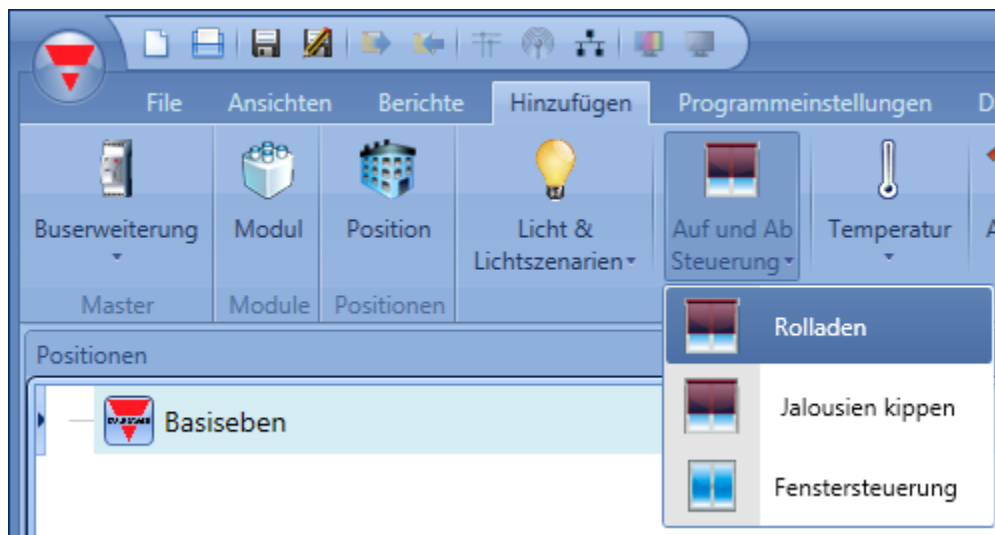 File Ansichten Berichte Hinzufügen Programmeinstellungen D
Buserweiterung Modul Position Licht &
Lichtszenarien Auf und Ab
Steuerung Temperatur A
Master Module Positionen
Rolladen
Positionen
Jalousien kippen
Basiseben
Fenstersteuerung